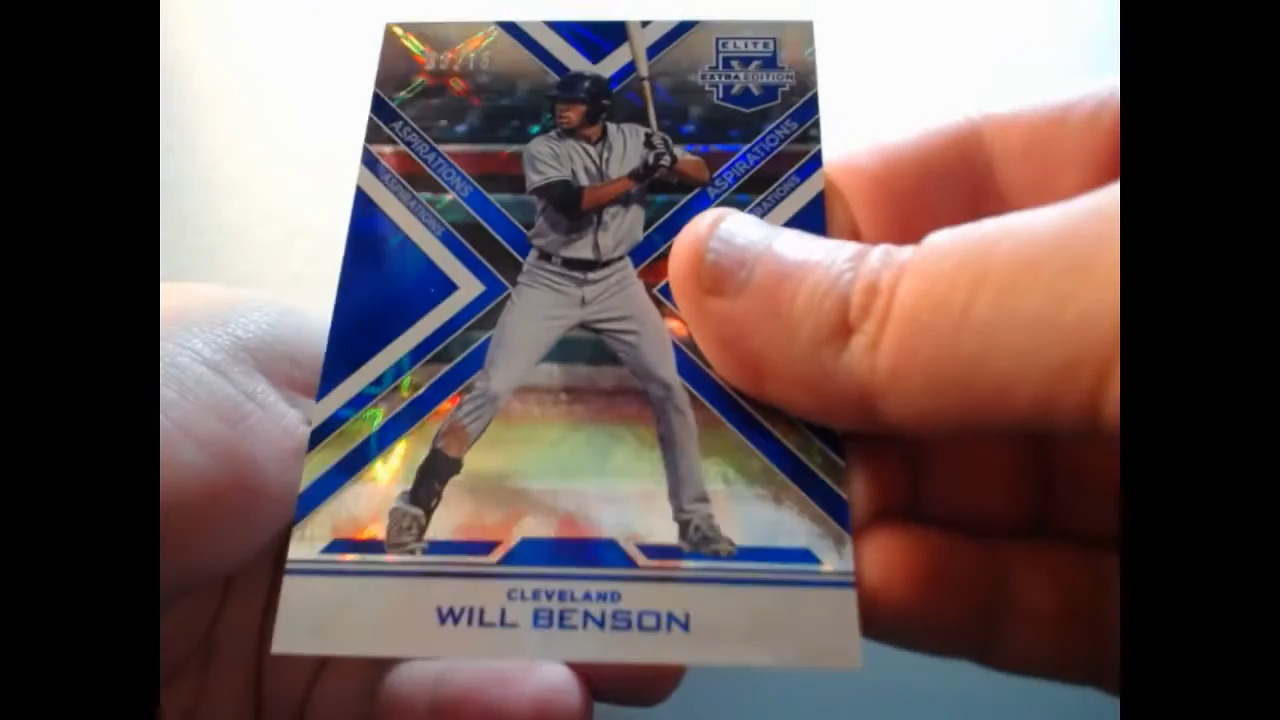 ELITE
EXTRA EDITION
X
ASPIRATIONS
ASPIRATIONS
ASPIRATIONS
CLEVELAND
WILL BENSON